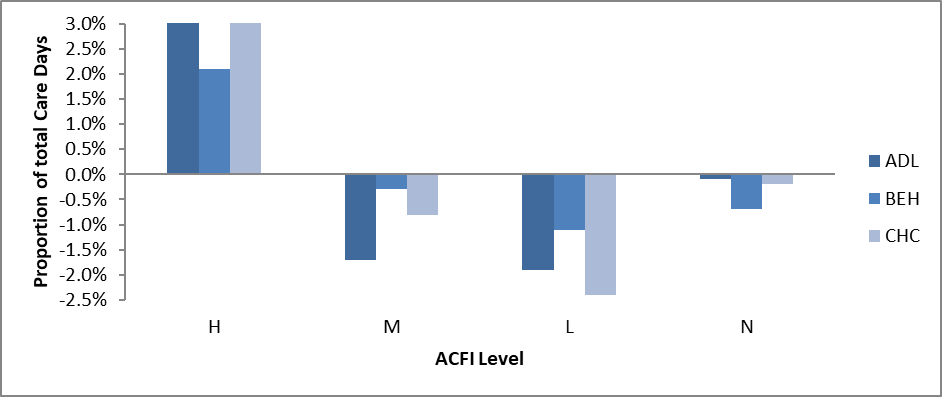 3.0%
2.5%
2.0%
1.5%
1.0%
0.5%
0.0%
-0.5%
-1.0%
-1.5%
-2.0%
-2.5%
Proportion of total Care Days
H M L N
ACFI Level
ADL
BEH
CHC